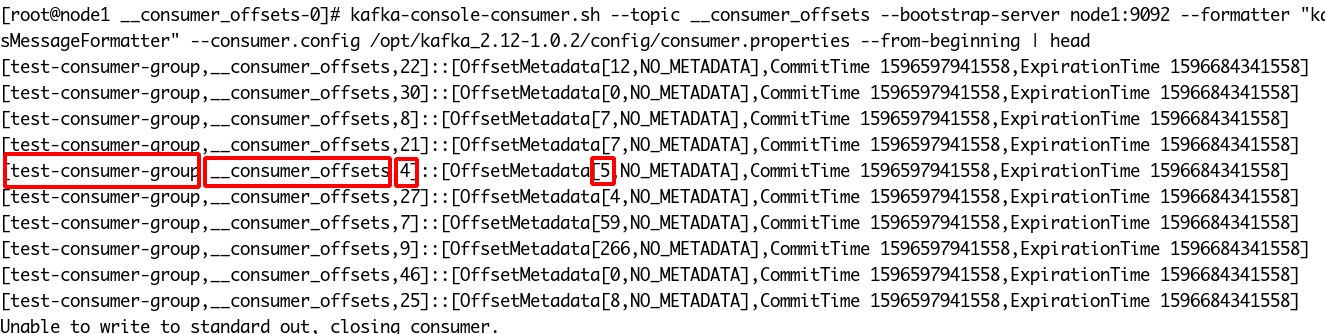 [root@node1 __consumer_offsets-0]# kafka-console-consumer.sh --topic __consumer_offsets --bootstrap-server node1:9092 --formatter "
sMessageFormatter" --consumer.config /opt/kafka_2.12-1.0.2/config/consumer.properties --from-beginning | head
[test-consumer-group,__consumer_offsets,22]::[OffsetMetadata[12,NO_METADATA],CommitTime 1596597941558,ExpirationTime 1596684341558]
[test-consumer-group,__consumer_offsets,30]::[OffsetMetadata[0,NO_METADATA],CommitTime 1596597941558,ExpirationTime 1596684341558]
[test-consumer-group,__consumer_offsets,8]::[OffsetMetadata[7,NO_METADATA],CommitTime 1596597941558,ExpirationTime 1596684341558]
[test-consumer-group,__consumer_offsets,21]::[OffsetMetadata[7,NO_METADATA],CommitTime 1596597941558,ExpirationTime 1596684341558]
[test-consumer-group,__consumer_offsets,4]::[OffsetMetadata[5,NO_METADATA],CommitTime 1596597941558,ExpirationTime 1596684341558]
[test-consumer-group,__consumer_offsets,27]::[OffsetMetadata[4,NO_METADATA],CommitTime 1596597941558,ExpirationTime 1596684341558]
[test-consumer-group,__consumer_offsets,7]::[OffsetMetadata[59,NO_METADATA],CommitTime 1596597941558,ExpirationTime 1596684341558]
[test-consumer-group,__consumer_offsets,9]::[OffsetMetadata[266,NO_METADATA],CommitTime 1596597941558,ExpirationTime 1596684341558]
[test-consumer-group,__consumer_offsets,46]::[OffsetMetadata[0,NO_METADATA],CommitTime 1596597941558,ExpirationTime 1596684341558]
[test-consumer-group,__consumer_offsets,25]::[OffsetMetadata[8,NO_METADATA],CommitTime 1596597941558,ExpirationTime 1596684341558]
Unable to write to standard out, closing consumer.